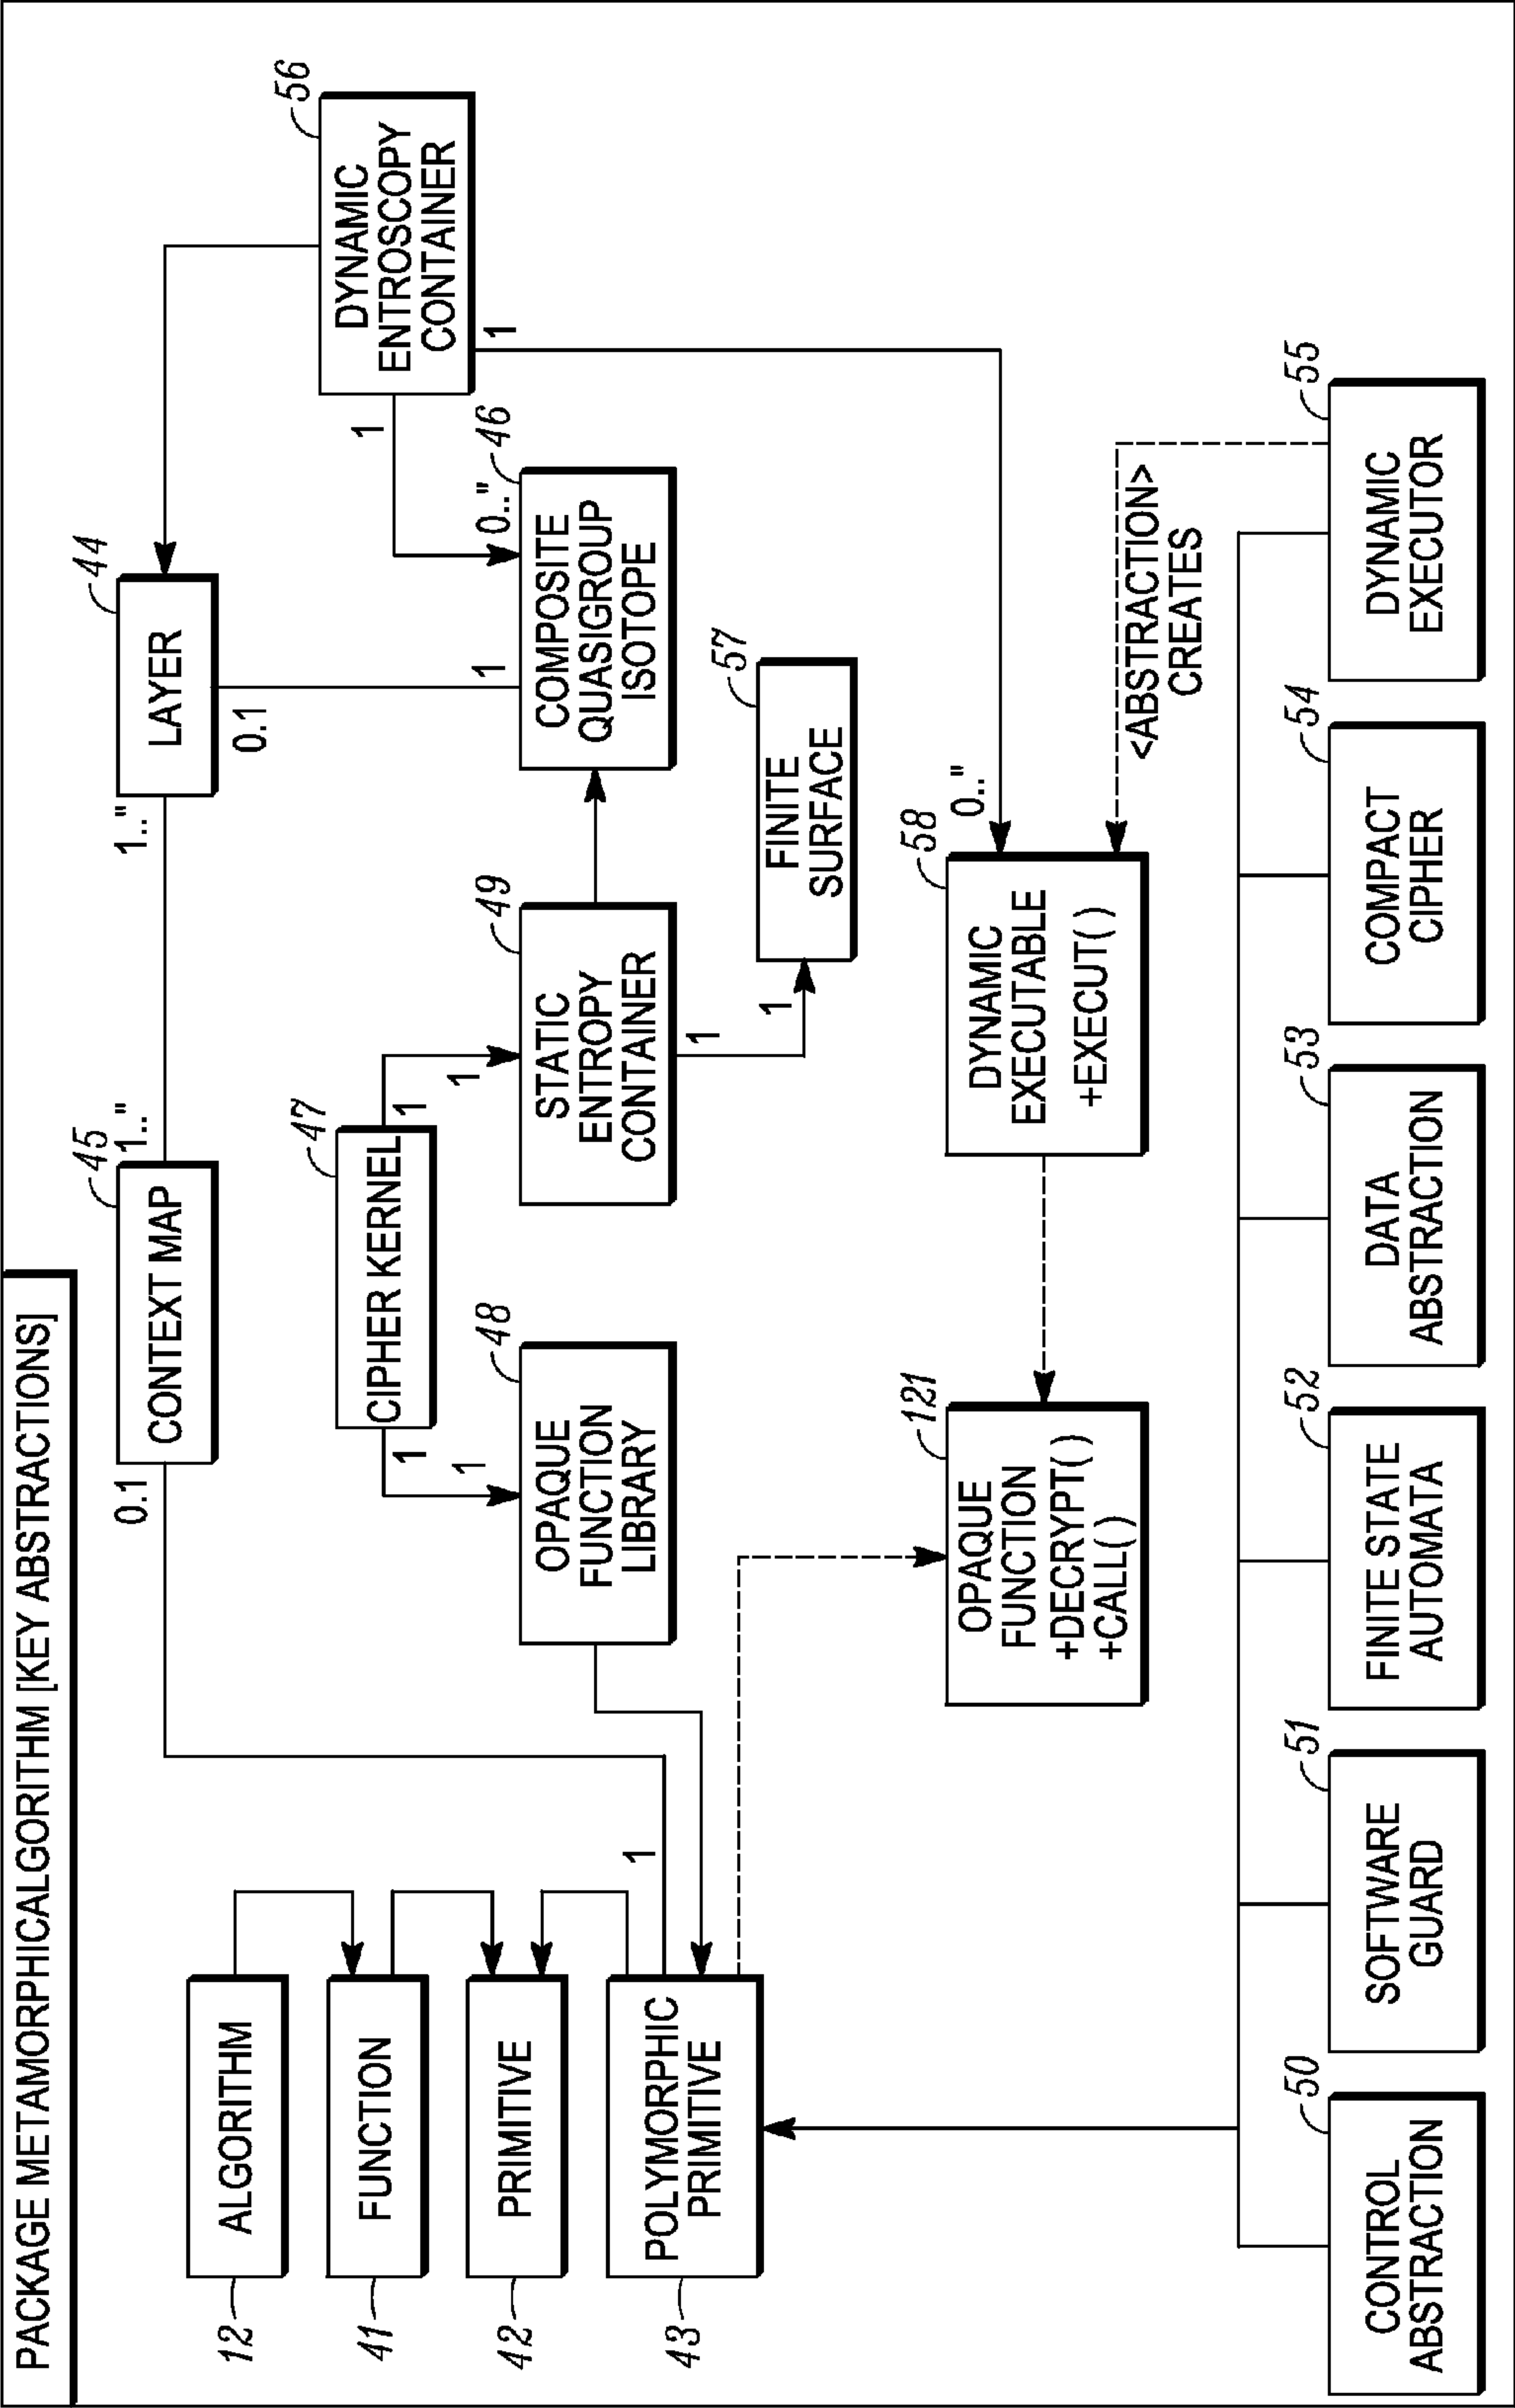 PACKAGE METAMORPHICALGORITHM [KEY ABSTRACTIONS]
12
ALGORITHM
41
FUNCTION
42
PRIMITIVE
43
POLYMORPHIC
PRIMITIVE
1
45
CONTEXT MAP
0.1
1.."
44
LAYER
1.."
0.1
56
DYNAMIC
ENTROSCOPY
CONTAINER
1
1
47
CIPHER KERNEL
1
1
1
1
48
OPAQUE
FUNCTION
LIBRARY
49
STATIC
ENTROPY
CONTAINER
1
1
46
0.."
COMPOSITE
QUASIGROUP
ISOTOPE
1
57
FINITE
SURFACE
121
OPAQUE
FUNCTION
+DECRYPT()
+CALL()
58
0.."
DYNAMIC
EXECUTABLE
+EXECUT()
<ABSTRACTION>
CREATES
50
CONTROL
ABSTRACTION
51
SOFTWARE
GUARD
52
FINITE STATE
AUTOMATA
53
DATA
ABSTRACTION
54
COMPACT
CIPHER
55
DYNAMIC
EXECUTOR